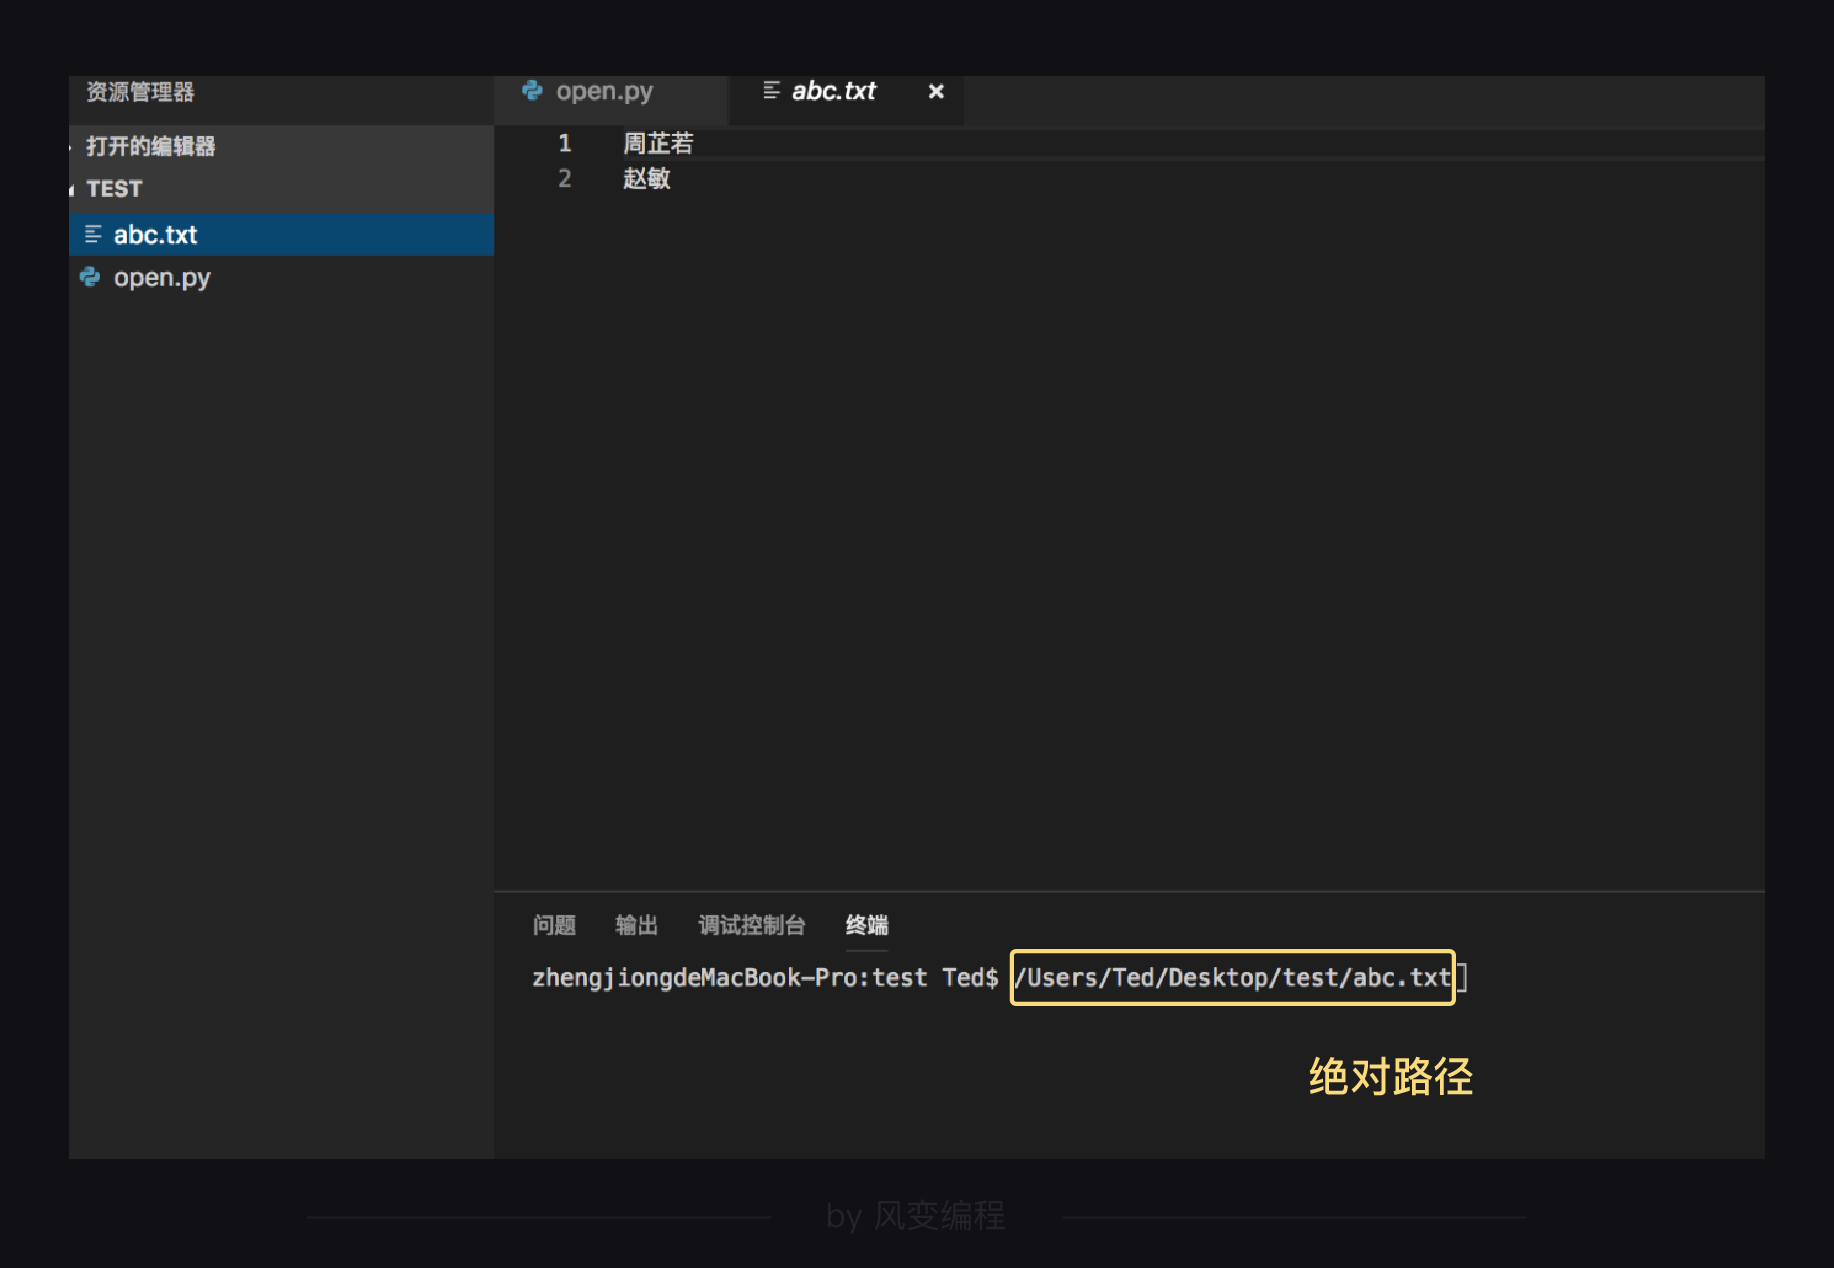 资源管理器
打开的编辑器
TEST
abc.txt
open.py
open.py abc.txt
1 周芷若
2 赵敏
问题 输出 调试控制台 终端
zhengjiongdeMacBook-Pro:test Ted$ /Users/Ted/Desktop/test/abc.txt
绝对路径
by 风变编程